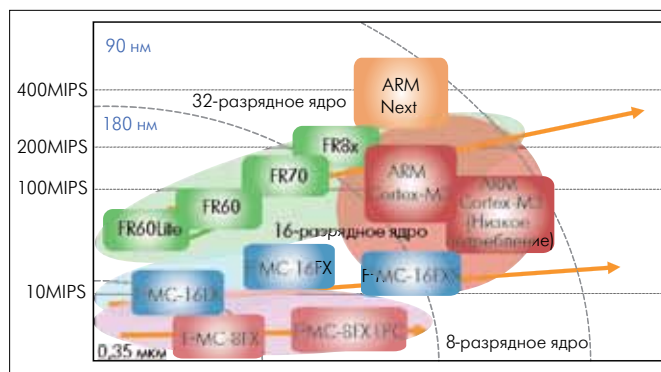 90 нм
400MIPS
32-разрядное ядро
ARM
Next
180 нм
200MIPS
FR8x
FR70
100MIPS
ARM
Cortex-M3
ARM
Cortex-M3
(Низкое
потребление)
FR60
FR60Lite
16-разрядное ядро
F²MC-16FX
F²MC-16LX
10MIPS
F²MC-8FX
F²MC-8FX LPC
0,35 мкм
8-разрядное ядро